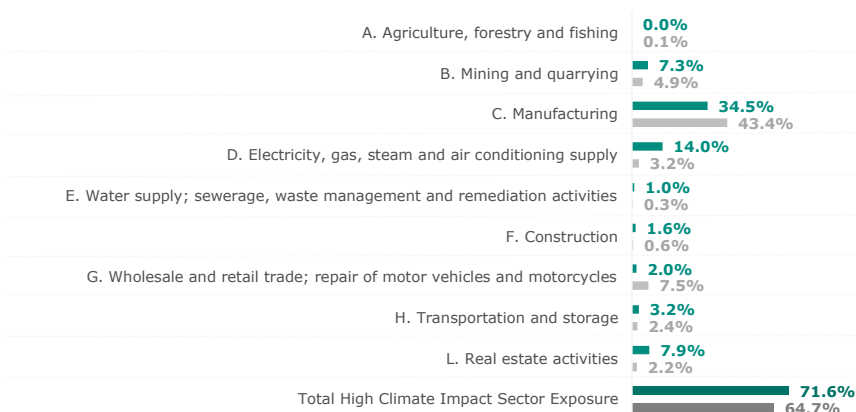 A. Agriculture, forestry and fishing
0.0%
0.1%
B. Mining and quarrying
7.3%
4.9%
C. Manufacturing
34.5%
43.4%
D. Electricity, gas, steam and air conditioning supply
14.0%
3.2%
E. Water supply; sewerage, waste management and remediation activities
1.0%
0.3%
F. Construction
1.6%
0.6%
G. Wholesale and retail trade; repair of motor vehicles and motorcycles
2.0%
7.5%
H. Transportation and storage
3.2%
2.4%
L. Real estate activities
7.9%
2.2%
Total High Climate Impact Sector Exposure
71.6%
64.7%